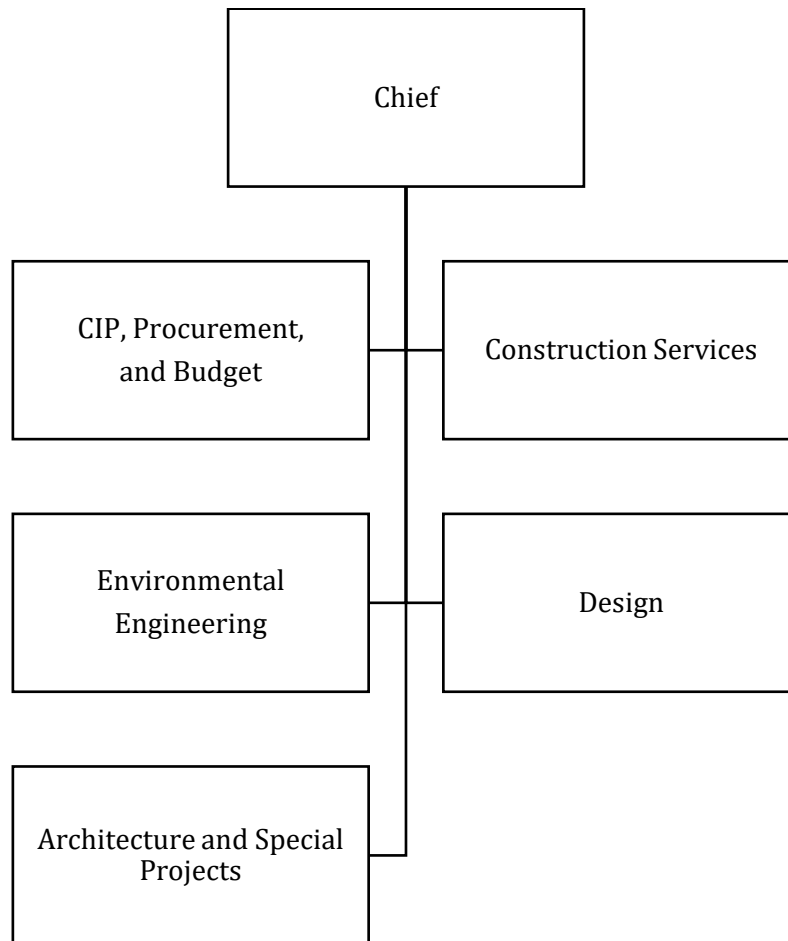 Chief
CIP, Procurement,
and Budget
Construction Services
Environmental
Engineering
Design
Architecture and Special
Projects